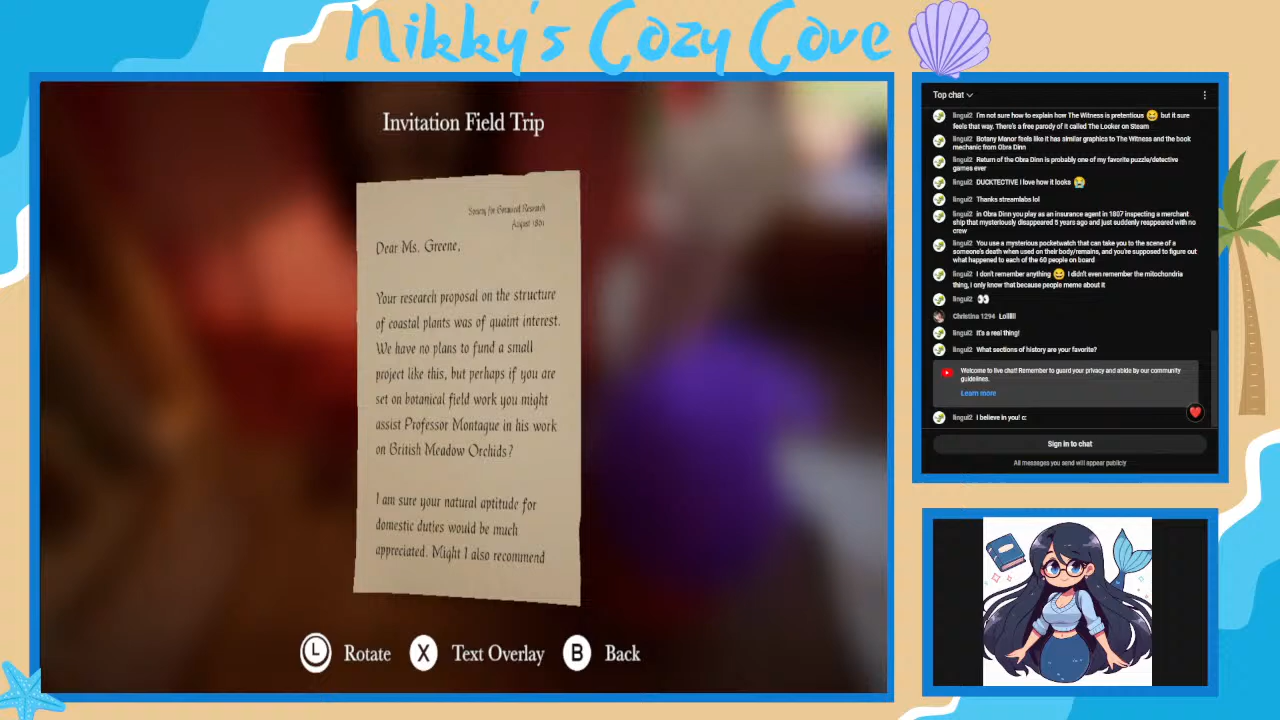 Nikky's Cozy Cove
Invitation Field Trip
Society for Botanical Research
August 1861
Dear Ms. Greene,
Your research proposal on the structure
of coastal plants was of quaint interest.
We have no plans to fund a small
project like this, but perhaps if you are
set on botanical field work you might
assist Professor Montague in his work
on British Meadow Orchids?
I am sure your natural aptitude for
domestic duties would be much
appreciated. Might I also recommend
L Rotate X Text Overlay B Back
Top chat
lingui2 I'm not sure how to explain how The Witness is pretentious 😆 but it sure
feels that way. There's a free parody of it called The Looker on Steam
lingui2 Botany Manor feels like it has similar graphics to The Witness and the book
mechanic from Obra Dinn
lingui2 Return of the Obra Dinn is probably one of my favorite puzzle/detective
games ever
lingui2 DUCKTECTIVE I love how it looks 😭
lingui2 Thanks streamlabs lol
lingui2 in Obra Dinn you play as an insurance agent in 1807 inspecting a merchant
ship that mysteriously disappeared 5 years ago and just suddenly reappeared with no
crew
lingui2 You use a mysterious pocketwatch that can take you to the scene of a
someone's death when used on their body/remains, and you're supposed to figure out
what happened to each of the 60 people on board
lingui2 I don't remember anything 😆 I didn't even remember the mitochondria
thing, I only know that because people meme about it
lingui2 👀
Christina 1294 Lolllll
lingui2 It's a real thing!
lingui2 What sections of history are your favorite?
Welcome to live chat! Remember to guard your privacy and abide by our community
guidelines.
Learn more
lingui2 I believe in you! c:
Sign in to chat
All messages you send will appear publicly